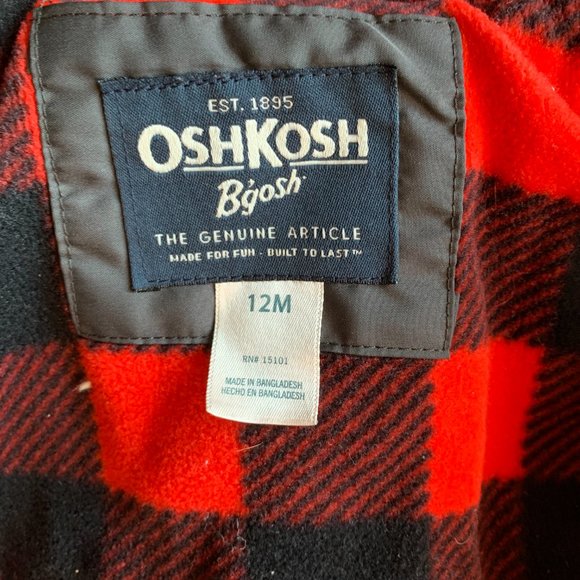 EST. 1895
OSHKOSH
B'gosh
THE GENUINE ARTICLE
MADE FOR FUN - BUILT TO LAST™
12M
RN# 15101
MADE IN BANGLADESH
HECHO EN BANGLADESH